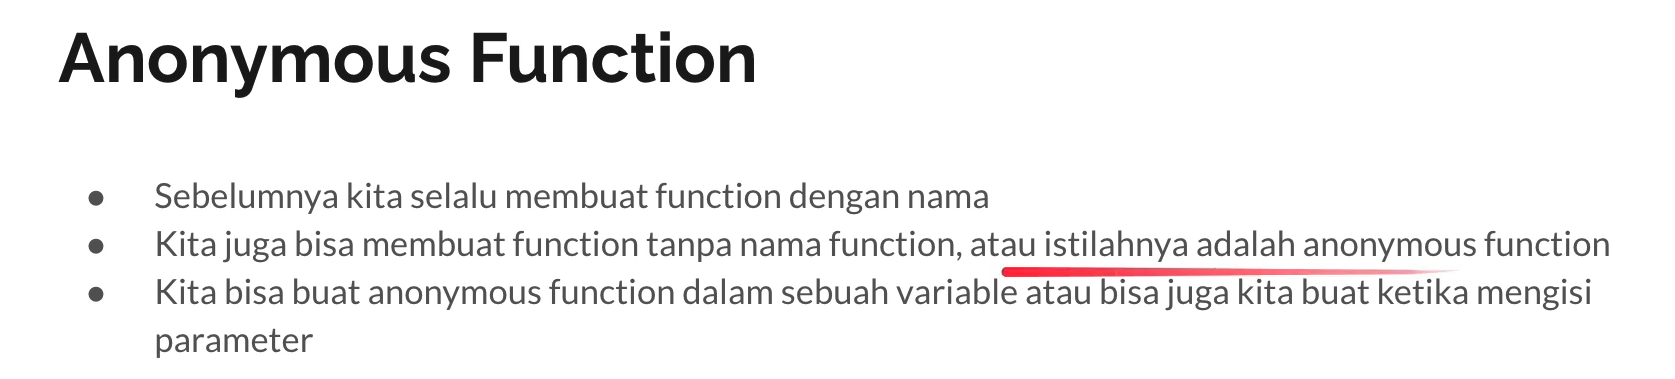 Anonymous Function
● Sebelumnya kita selalu membuat function dengan nama
● Kita juga bisa membuat function tanpa nama function, atau istilahnya adalah anonymous function
● Kita bisa buat anonymous function dalam sebuah variable atau bisa juga kita buat ketika mengisi
parameter